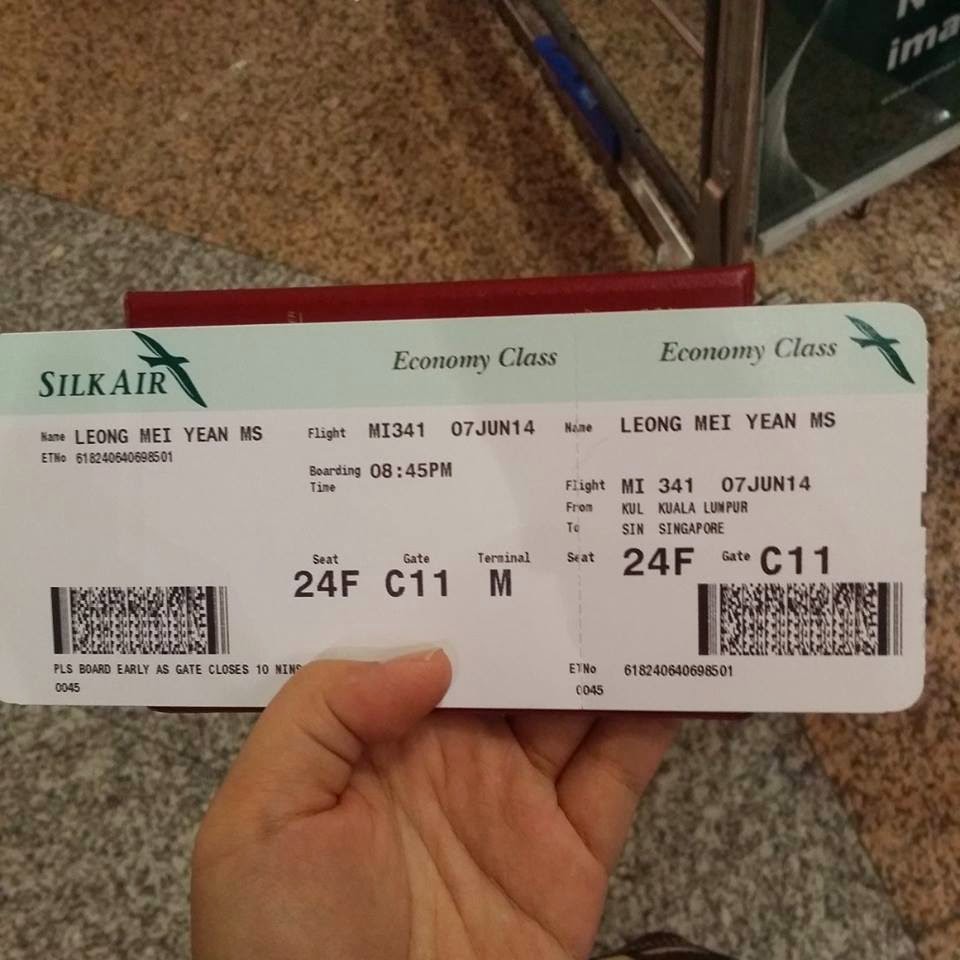 ima
SILKAIR
Economy Class
Economy Class
Name LEONG MEI YEAN MS
ETNo 618240640698501
Flight MI341 07JUN14
Boarding Time 08:45PM
Seat Gate Terminal
24F C11 M
PLS BOARD EARLY AS GATE CLOSES 10 MINS
0045
Name LEONG MEI YEAN MS
Flight MI 341 07JUN14
From KUL KUALA LUMPUR
To SIN SINGAPORE
Seat 24F Gate C11
ETNo 618240640698501
0045